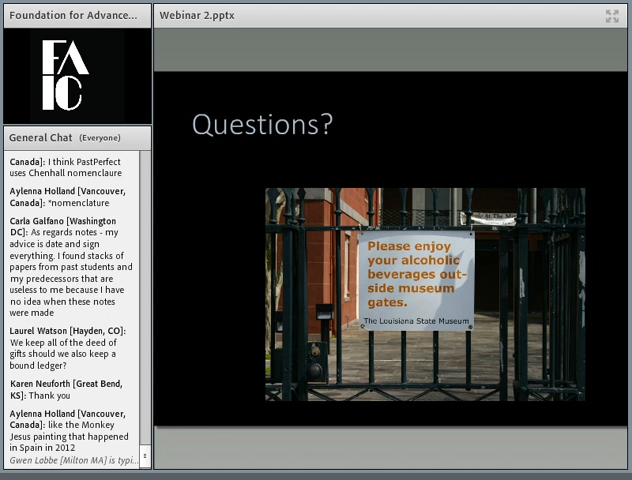 Foundation for Advance...
FA
IC
General Chat (Everyone)
Canada]: I think PastPerfect
uses Chenhall nomenclaure
Aylenna Holland [Vancouver,
Canada]: *nomenclature
Carla Galfano [Washington
DC]: As regards notes - my
advice is date and sign
everything. I found stacks of
papers from past students and
my predecessors that are
useless to me because I have
no idea when these notes
were made
Laurel Watson [Hayden, CO]:
We keep all of the deed of
gifts should we also keep a
bound ledger?
Karen Neuforth [Great Bend,
KS]: Thank you
Aylenna Holland [Vancouver,
Canada]: like the Monkey
Jesus painting that happened
in Spain in 2012
Gwen Labbe [Milton MA] is typi...
Webinar 2.pptx
Questions?
Please enjoy
your alcoholic
beverages out-
side museum
gates.
The Louisiana State Museum